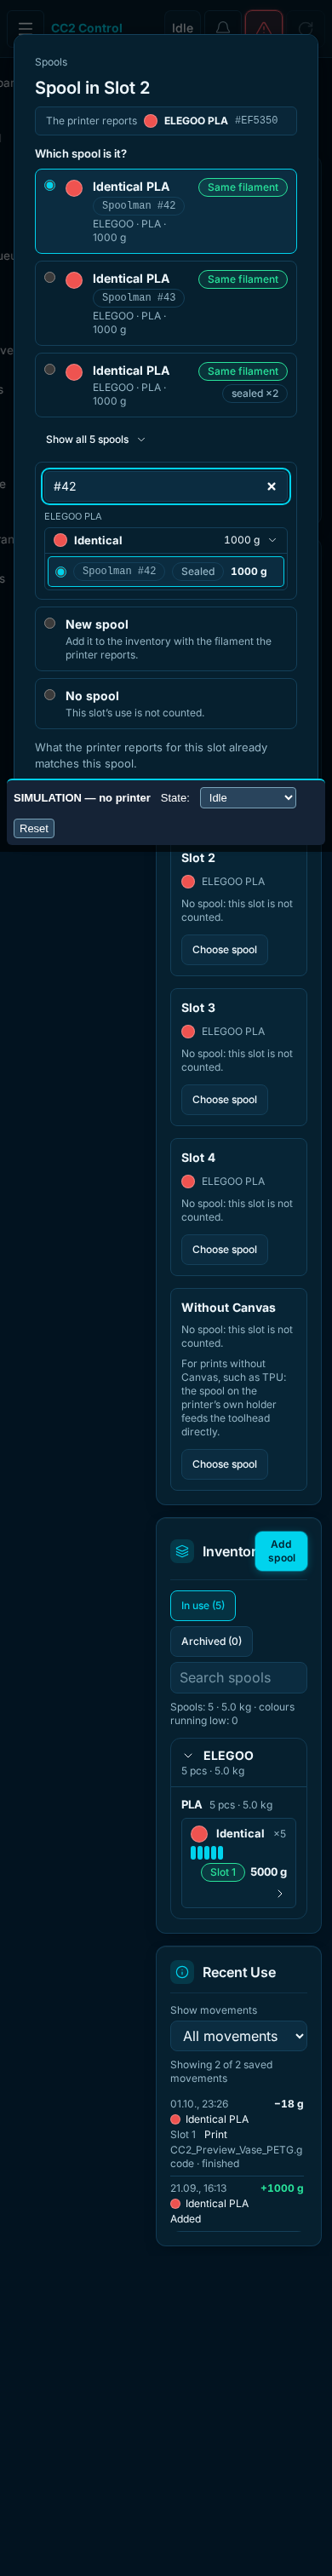 CC2 Control
Idle
Spools
Spool in Slot 2
The printer reports ELEGOO PLA #EF5350
Which spool is it?
Identical PLA
Same filament
Spoolman #42
ELEGOO · PLA ·
1000 g
Identical PLA
Same filament
Spoolman #43
ELEGOO · PLA ·
1000 g
Identical PLA
Same filament
ELEGOO · PLA ·
sealed ×2
1000 g
Show all 5 spools
#42
ELEGOO PLA
Identical 1000 g
Spoolman #42 Sealed 1000 g
New spool
Add it to the inventory with the filament the
printer reports.
No spool
This slot's use is not counted.
What the printer reports for this slot already
matches this spool.
SIMULATION — no printer State: Idle
Reset
Slot 2
ELEGOO PLA
No spool: this slot is not
counted.
Choose spool
Slot 3
ELEGOO PLA
No spool: this slot is not
counted.
Choose spool
Slot 4
ELEGOO PLA
No spool: this slot is not
counted.
Choose spool
Without Canvas
No spool: this slot is not
counted.
For prints without
Canvas, such as TPU:
the spool on the
printer's own holder
feeds the toolhead
directly.
Choose spool
Inventor
Add
spool
In use (5)
Archived (0)
Search spools
Spools: 5 · 5.0 kg · colours
running low: 0
ELEGOO
5 pcs · 5.0 kg
PLA 5 pcs · 5.0 kg
Identical ×5
Slot 1 5000 g
Recent Use
Show movements
All movements
Showing 2 of 2 saved
movements
01.10., 23:26 −18 g
Identical PLA
Slot 1 Print
CC2_Preview_Vase_PETG.g
code · finished
21.09., 16:13 +1000 g
Identical PLA
Added